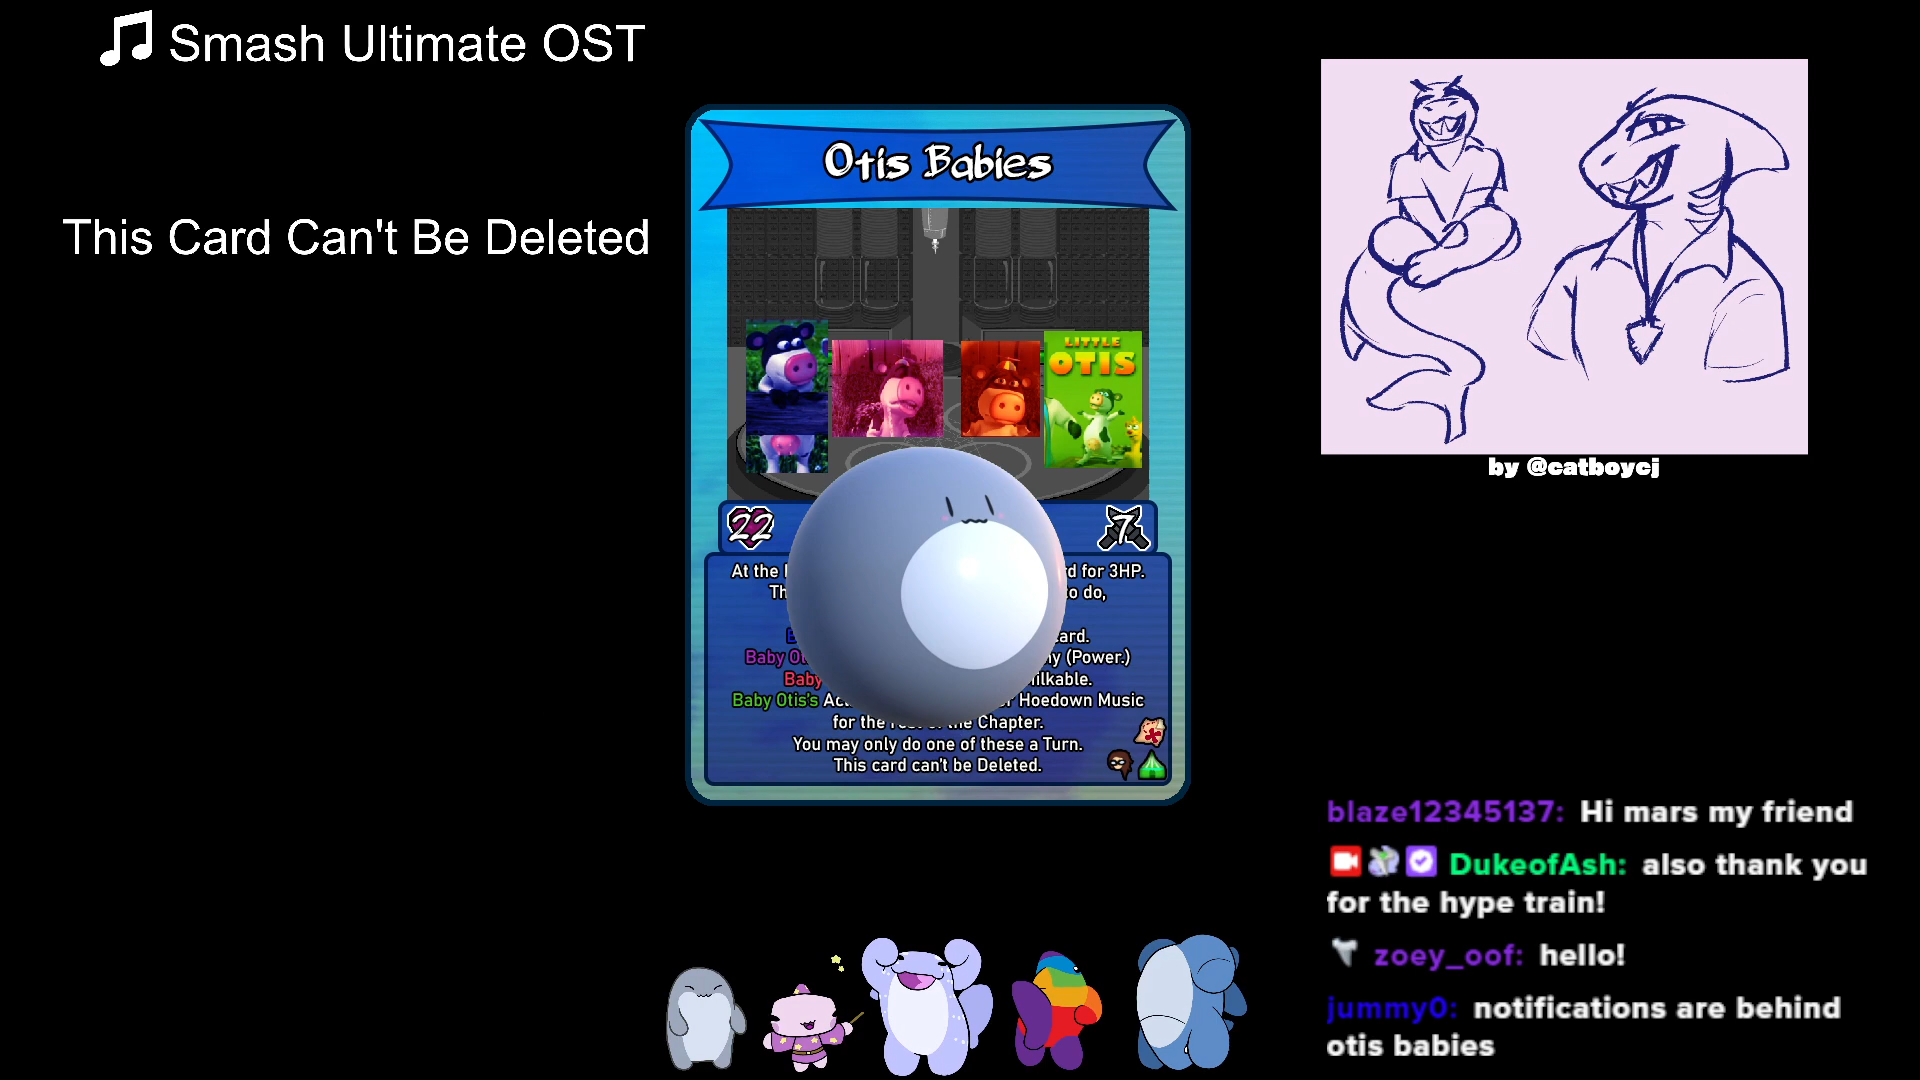 Smash Ultimate OST
This Card Can't Be Deleted
Otis Babies
LITTLE
OTIS
22
7
At the
for 3HP.
to do,
(Power.)
Baby
Baby
Baby Otis's
Hoedown Music
for the
Chapter.
You may only do one of these a Turn.
This card can't be Deleted.
by @catboycj
blaze12345137: Hi mars my friend
DukeofAsh: also thank you
for the hype train!
zoey_oof: hello!
jummy0: notifications are behind
otis babies